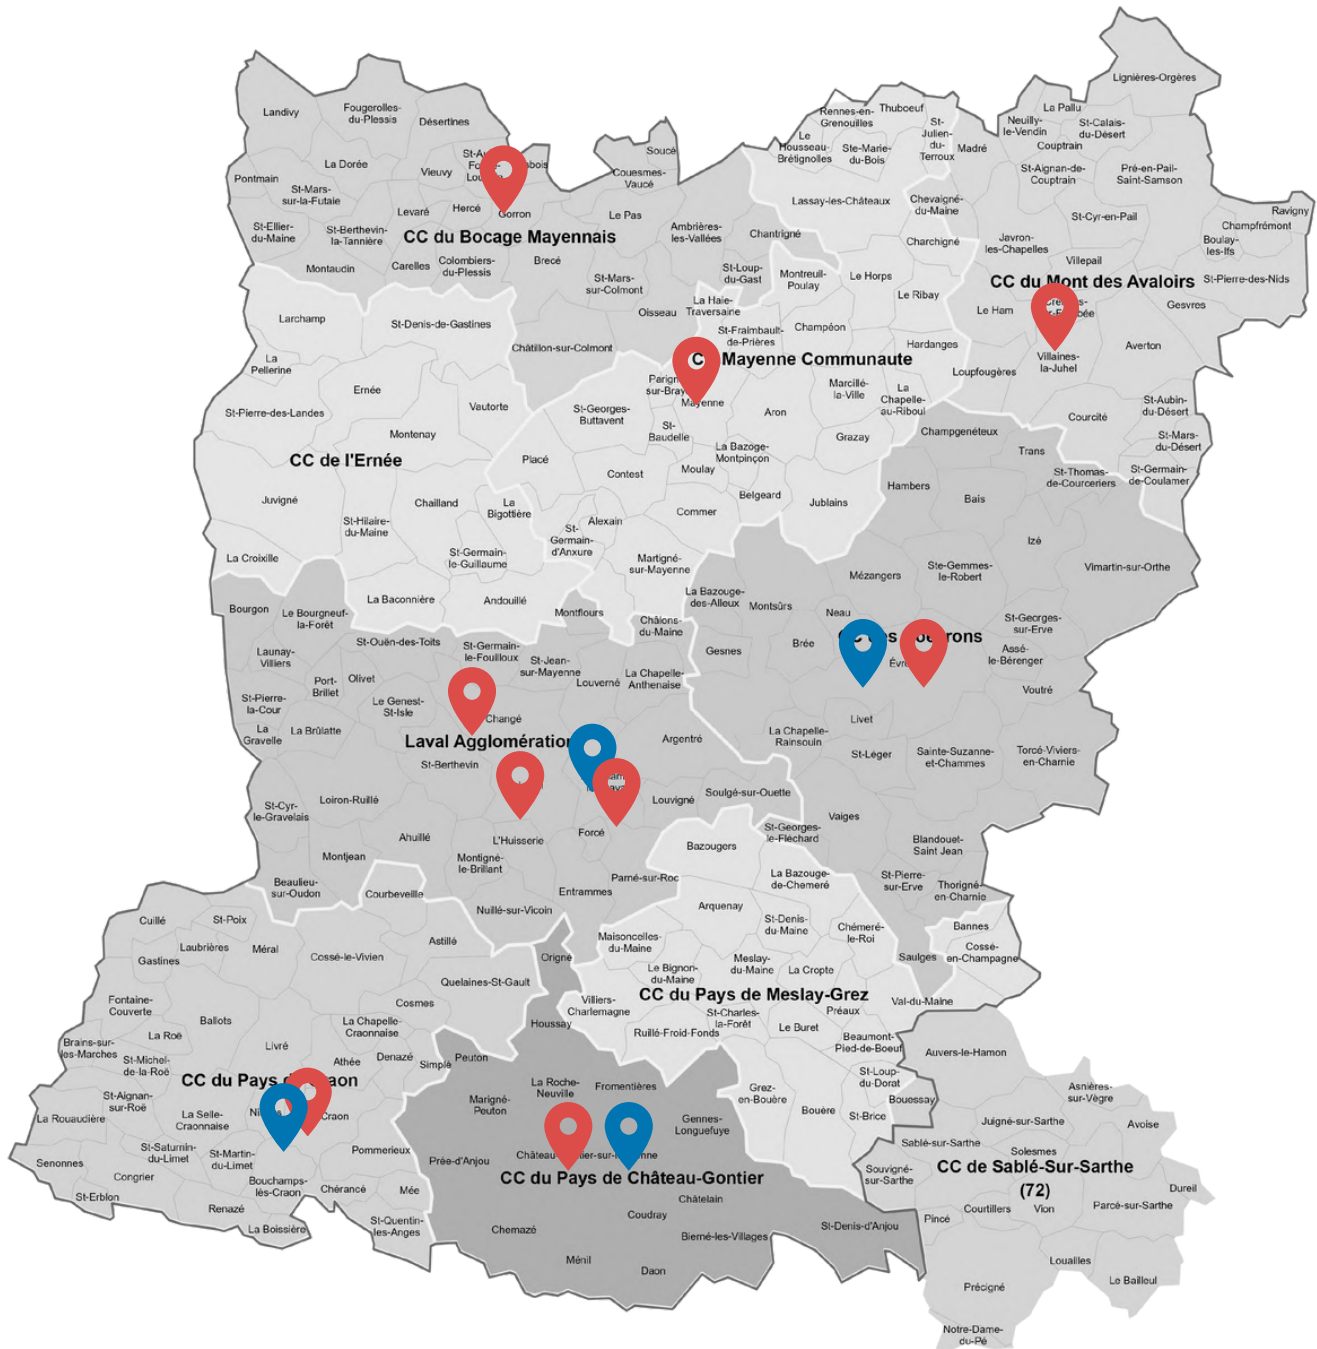 Lignières-Orgères
Landivy
Fougerolles-
du-Plessis
Désertines
Rennes-en-
Grenouilles
Thuboeuf
La Pallu
Neuilly-
le-Vendin
St-Calais-
du-Désert
Couptrain
St-
Julien-
du-
Terroux
Madré
Le
Housseau-
Brétignolles
Ste-Marie-
du-Bois
Soucé
La Dorée
Vieuvy
Couesmes-
Vaucé
St-Aignan-de-
Couptrain
Pré-en-Pail-
Saint-Samson
Pontmain
St-Mars-
sur-la-Futaie
Lassay-les-Châteaux
Chevaigné-
du-Maine
Levaré
Hercé
Gorron
Le Pas
St-Cyr-en-Pail
Ravigny
Champfrémont
St-Ellier-
du-Maine
St-Berthevin-
la-Tannière
CC du Bocage Mayennais
Ambrières-
les-Vallées
Chantrigné
Charchigné
Javron-
les-Chapelles
Boulay-
les-Ifs
Montaudin
Carelles
Colombiers-
du-Plessis
Brecé
St-Mars-
sur-Colmont
St-Loup-
du-Gast
Montreuil-
Poulay
Le Horps
Villepail
CC du Mont des Avaloirs
St-Pierre-des-Nids
Le Ribay
La Haie-
Traversaine
Oisseau
Le Ham
Gesvres
Larchamp
St-Denis-de-Gastines
St-Fraimbault-
de-Prières
Champéon
Hardanges
Averton
Châtillon-sur-Colmont
Mayenne Communaute
Villaines-
la-Juhel
La
Pellerine
Loupfougères
Ernée
Marcillé-
la-Ville
La
Chapelle-
au-Riboul
Mayenne
St-Pierre-des-Landes
Vautorte
St-Georges-
Buttavent
Aron
St-Aubin-
du-Désert
Courcité
Montenay
St-
Baudelle
Grazay
Champgenéteux
St-Mars-
du-Désert
CC de l'Ernée
Placé
La Bazoge-
Montpinçon
Trans
Contest
Moulay
St-Thomas-
de-Courceriers
St-Germain-
de-Coulamer
Juvigné
Chailland
La
Bigottière
Belgeard
Jublains
Hambers
Bais
St-Hilaire-
du-Maine
St-
Germain-
d'Anxure
Alexain
Commer
Izé
La Croixille
St-Germain-
le-Guillaume
Martigné-
sur-Mayenne
Mézangers
Ste-Gemmes-
le-Robert
Vimartin-sur-Orthe
La Baconnière
Andouillé
Montflours
La Bazouge-
des-Alleux
Montsûrs
Neau
Bourgon
Le Bourgneuf-
la-Forêt
Châlons-
du-Maine
St-Georges-
sur-Erve
St-Ouën-des-Toits
St-Germain-
le-Fouilloux
Gesnes
Brée
Assé-
le-Bérenger
Launay-
Villiers
St-Jean-
sur-Mayenne
Louverné
La Chapelle-
Anthenaise
Port-
Brillet
Olivet
Voutré
St-Pierre-
la-Cour
Le Genest-
St-Isle
Changé
Livet
La
Gravelle
La Brûlatte
Laval Agglomération
Argentré
La Chapelle-
Rainsouin
St-Léger
Sainte-Suzanne-
et-Chammes
Torcé-Viviers-
en-Charnie
St-Berthevin
St-Cyr-
le-Gravelais
Loiron-Ruillé
Louvigné
Soulgé-sur-Ouette
Ahuillé
L'Huisserie
Forcé
St-Georges-
le-Fléchard
Vaiges
Blandouet-
Saint Jean
Montjean
Montigné-
le-Brillant
Bazougers
Beaulieu-
sur-Oudon
Courbeveille
Entrammes
Parné-sur-Roc
La Bazouge-
de-Chemeré
St-Pierre-
sur-Erve
Thorigné-
en-Charnie
Nuillé-sur-Vicoin
Arquenay
Cuillé
St-Poix
St-Denis-
du-Maine
Chémeré-
le-Roi
Bannes
Laubrières
Méral
Astillé
Maisoncelles-
du-Maine
Cossé-
en-Champagne
Gastines
Cossé-le-Vivien
Origné
Meslay-
du-Maine
La Cropte
Saulges
Le Bignon-
du-Maine
Quelaines-St-Gault
CC du Pays de Meslay-Grez
Fontaine-
Couverte
Cosmes
Villiers-
Charlemagne
Val-du-Maine
Préaux
Ballots
La Chapelle-
Craonnaise
Houssay
St-Charles-
la-Forêt
Le Buret
La Roë
Ruillé-Froid-Fonds
Beaumont-
Pied-de-Boeuf
Brains-sur-
les-Marches
Livré
Auvers-le-Hamon
St-Michel-
de-la-Roë
Athée
Denazé
Simplé
Peuton
St-Loup-
du-Dorat
CC du Pays
La Roche-
Neuville
Fromentières
Grez-
en-Bouère
Asnières-
sur-Vègre
St-Aignan-
sur-Roë
Marigné-
Peuton
Bouère
Bouessay
La Rouaudière
La Selle-
Craonnaise
Craon
Gennes-
Longuefuye
St-Brice
Juigné-sur-Sarthe
Avoise
St-Saturnin-
du-Limet
St-Martin-
du-Limet
Pommerieux
Sablé-sur-Sarthe
Solesmes
Senonnes
Prée-d'Anjou
CC de Sablé-Sur-Sarthe
(72)
Souvigné-
sur-Sarthe
Congrier
CC du Pays de Château-Gontier
Bouchamps-
lès-Craon
Chérancé
Mée
Châtelain
Dureil
St-Erblon
Renazé
Coudray
Courtillers
Vion
Parcé-sur-Sarthe
La Boissière
St-Quentin-
les-Anges
Chemazé
Bierné-les-Villages
St-Denis-d'Anjou
Pincé
Ménil
Daon
Louailles
Le Bailleul
Précigné
Notre-Dame-
du-Pé